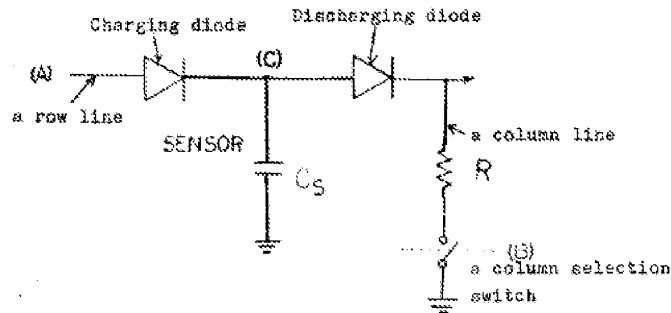 Charging diode
Discharging diode
(A)
(C)
a row line
a column line
SENSOR
CS
R
(B)
a column selection
switch